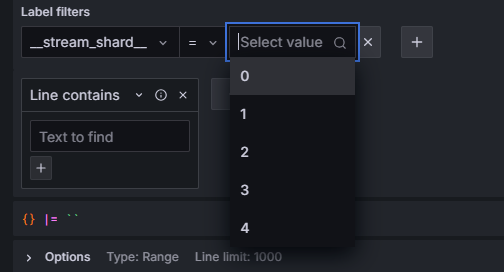 Label filters
__stream_shard__ = Select value
0
Line contains
1
Text to find
2
3
{} |= ``
4
Options Type: Range Line limit: 1000